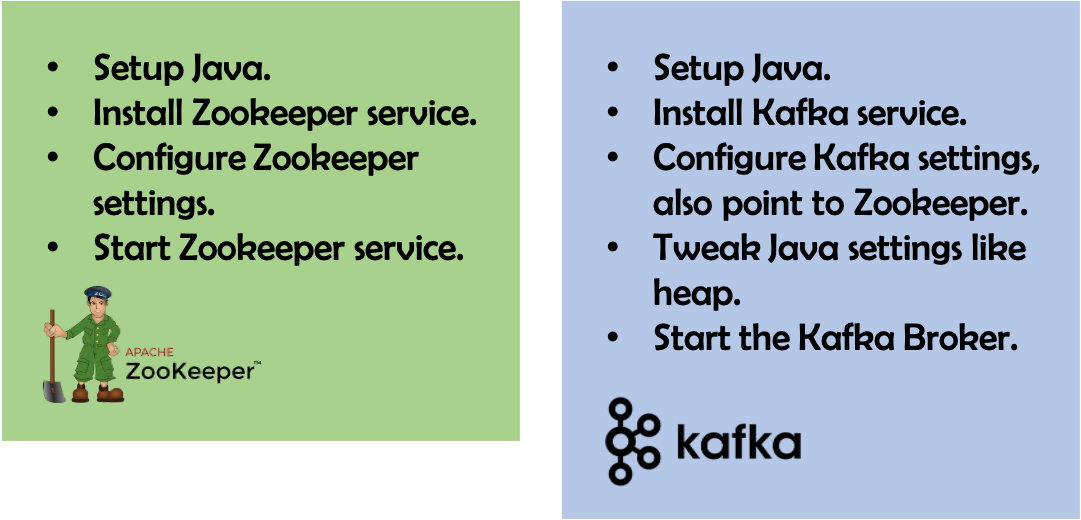 • Setup Java.
• Install Zookeeper service.
• Configure Zookeeper
settings.
• Start Zookeeper service.
APACHE
ZooKeeper™
• Setup Java.
• Install Kafka service.
• Configure Kafka settings,
also point to Zookeeper.
• Tweak Java settings like
heap.
• Start the Kafka Broker.
kafka